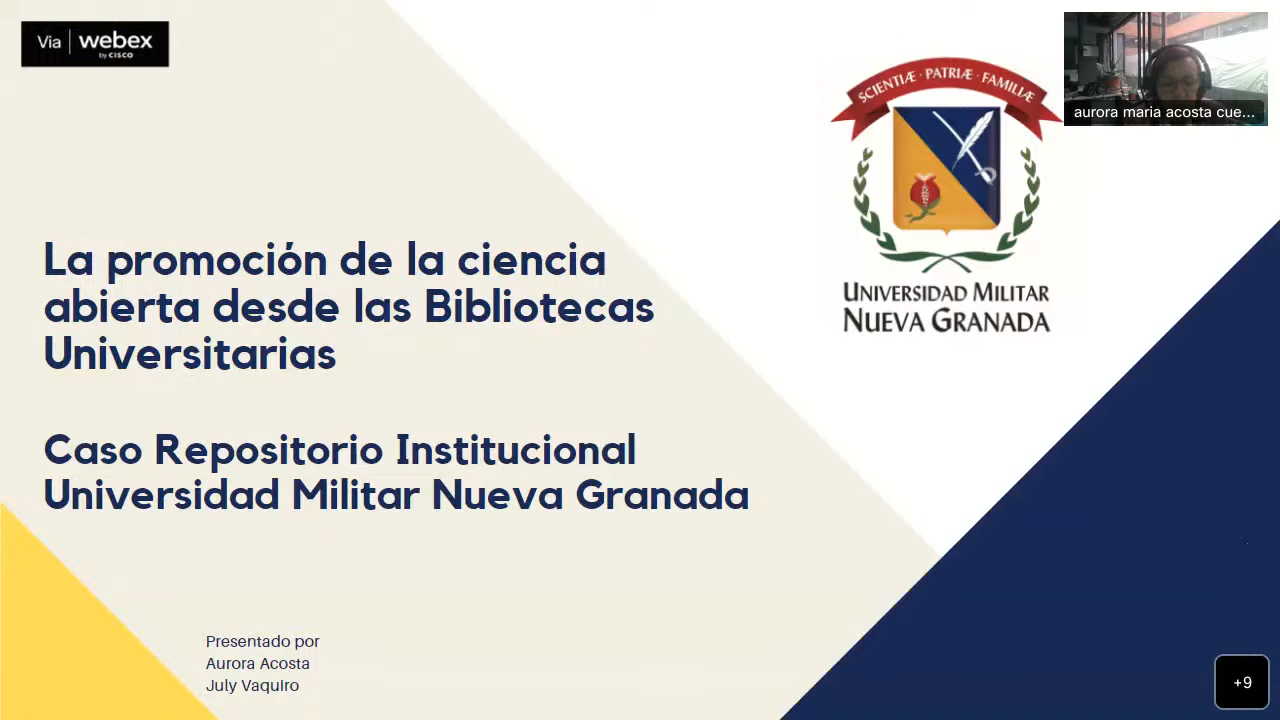 Via | webex
by CISCO
SCIENTIÆ · PATRIÆ · FAMILIÆ
aurora maria acosta cue...
UNIVERSIDAD MILITAR
NUEVA GRANADA
La promoción de la ciencia
abierta desde las Bibliotecas
Universitarias
Caso Repositorio Institucional
Universidad Militar Nueva Granada
Presentado por
Aurora Acosta
July Vaquiro
+9